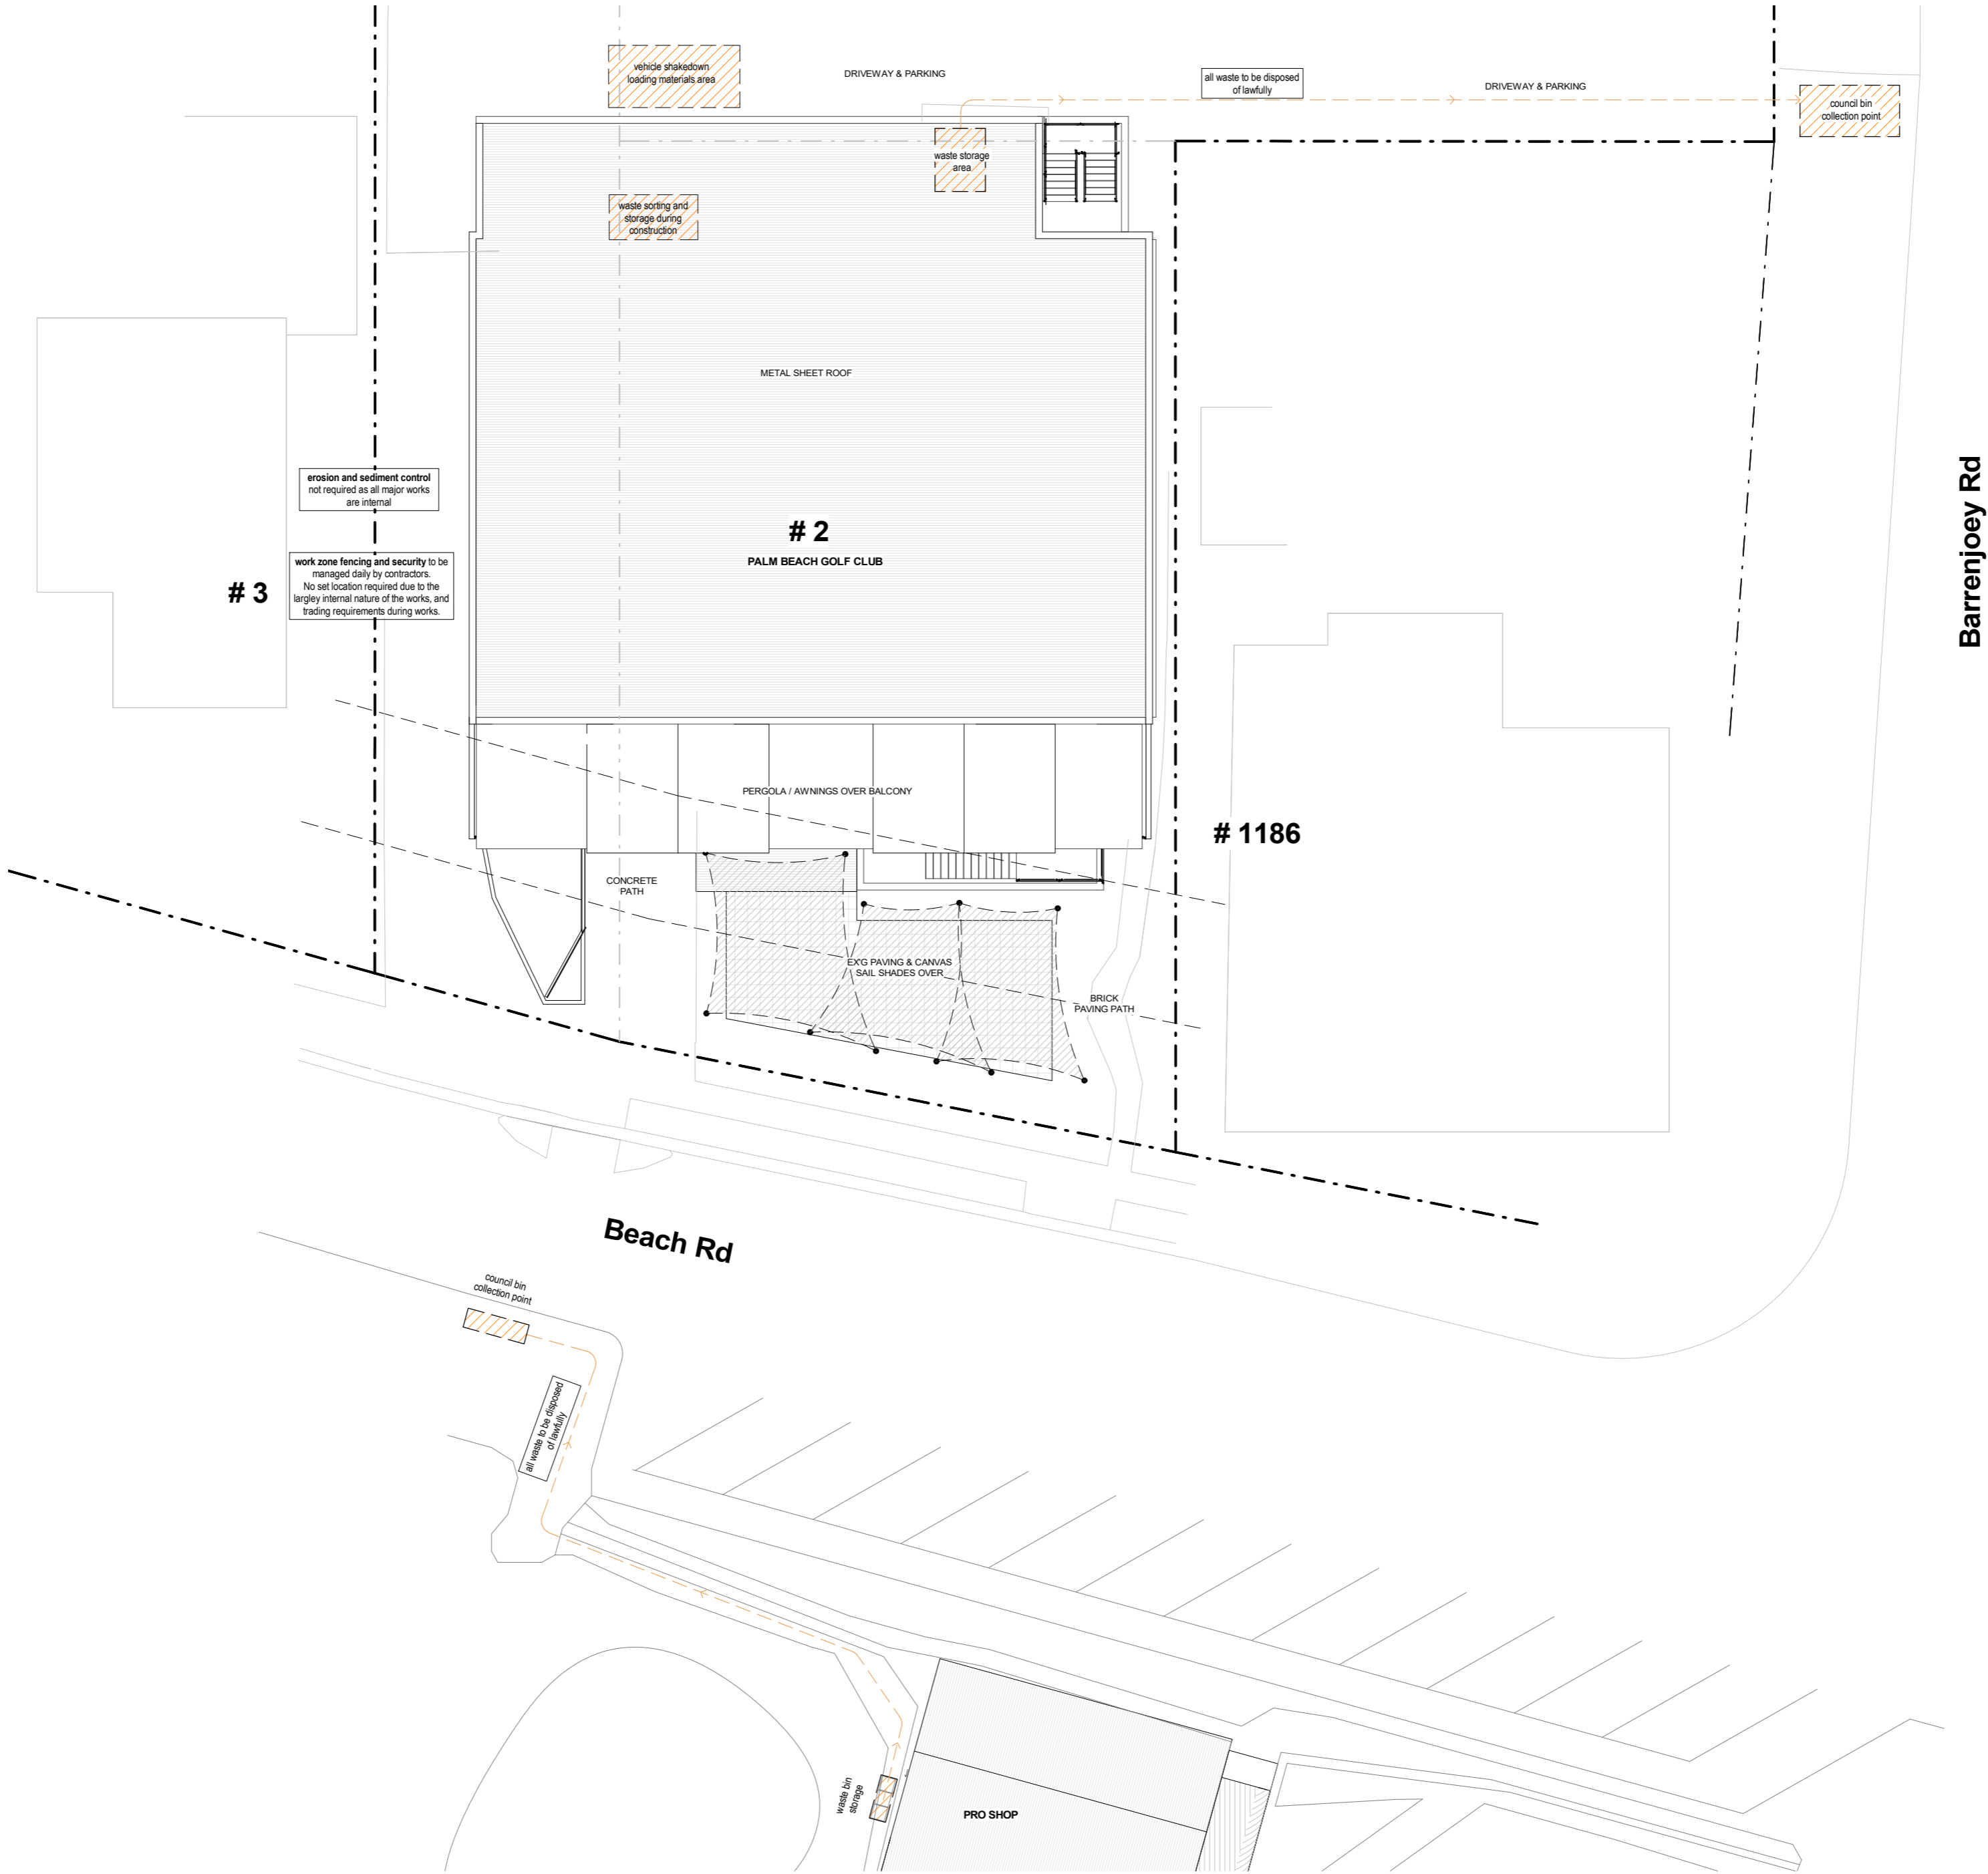 vehicle shakedown
loading materials area
DRIVEWAY & PARKING
all waste to be disposed
of lawfully
DRIVEWAY & PARKING
council bin
collection point
waste storage
area
waste sorting and
storage during
construction
METAL SHEET ROOF
erosion and sediment control
not required as all major works
are internal
# 2
PALM BEACH GOLF CLUB
Barrenjoey Rd
work zone fencing and security to be
managed daily by contractors.
No set location required due to the
largley internal nature of the works, and
trading requirements during works.
# 3
PERGOLA / AWNINGS OVER BALCONY
# 1186
CONCRETE
PATH
EX'G PAVING & CANVAS
SAIL SHADES OVER
BRICK
PAVING PATH
Beach Rd
council bin
collection point
all waste to be disposed
of lawfully
waste bin
storage
PRO SHOP